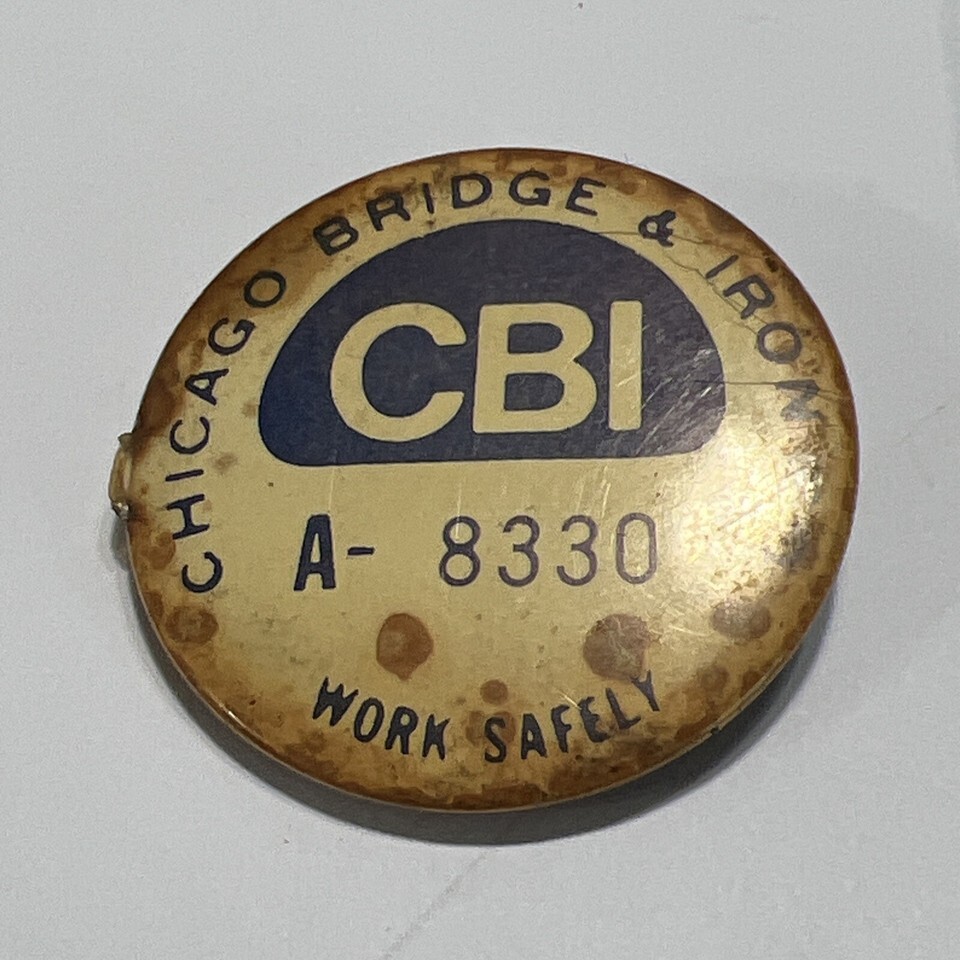 CHICAGO BRIDGE & IRON
CBI
A- 8330
WORK SAFELY